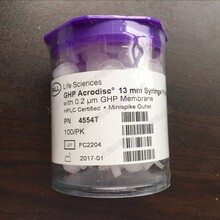 Life Sciences
GHP Acrodisc® 13 mm Syringe
with 0.2 µm GHP Membrane
HPLC Certified • Minispike Outlet
PN 4554T
100/PK
FC2204
2017-01